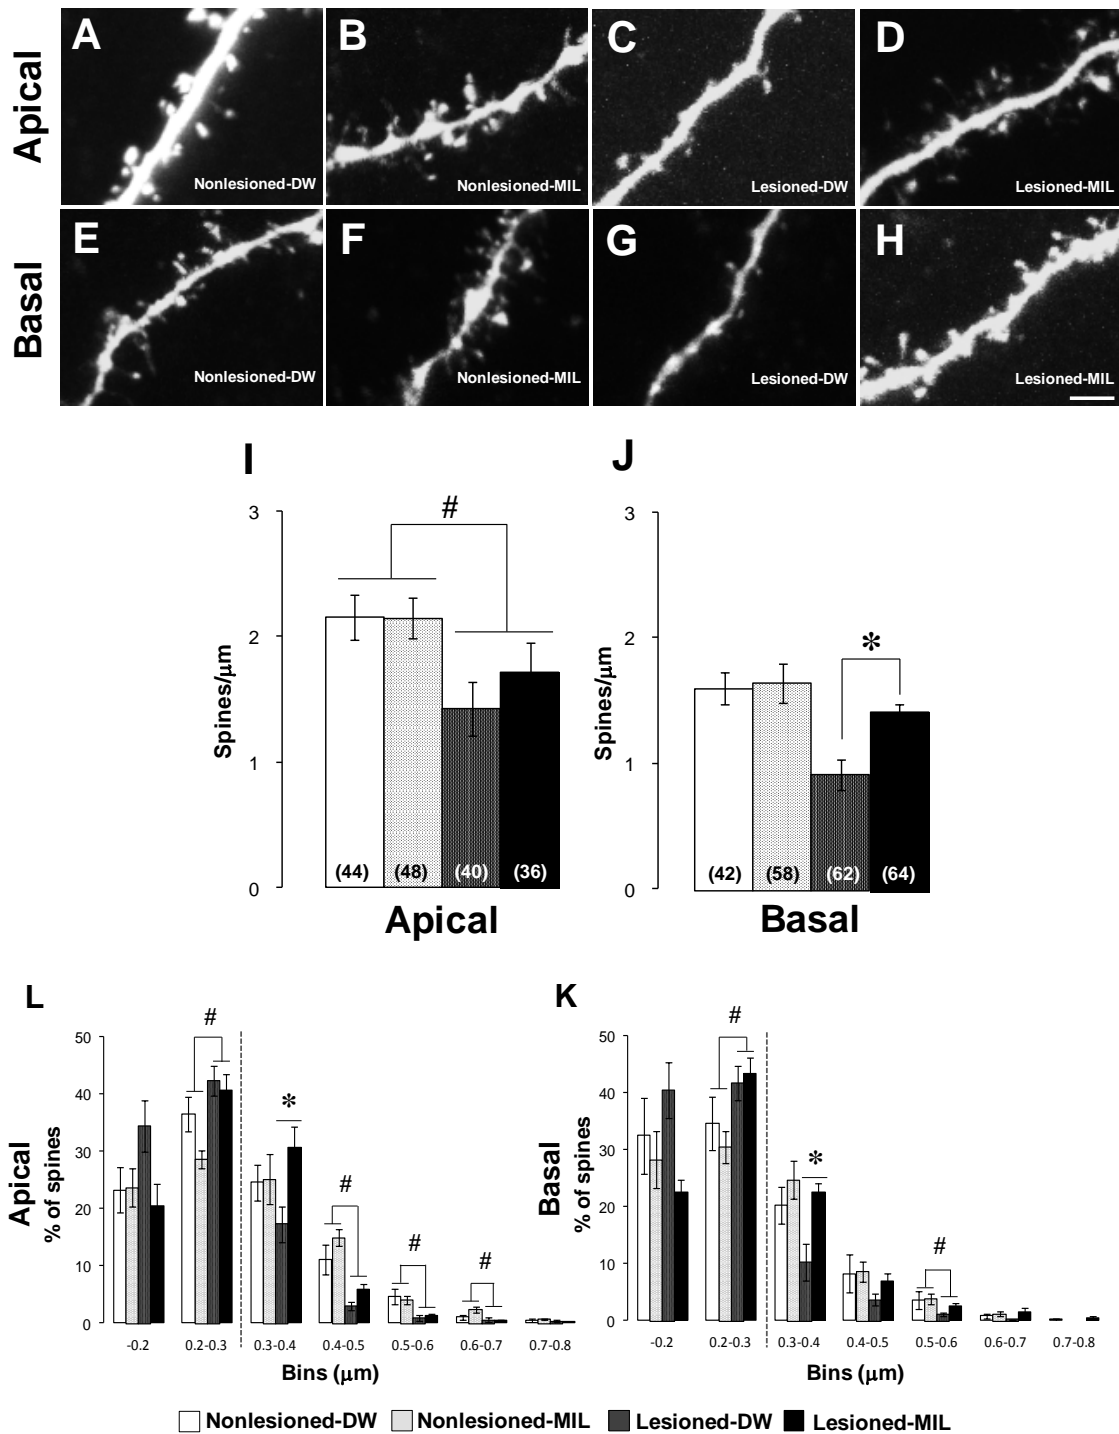 Apical
A
B
C
D
Nonlesioned-DW
Nonlesioned-MIL
Lesioned-DW
Lesioned-MIL
Basal
E
F
G
H
Nonlesioned-DW
Nonlesioned-MIL
Lesioned-DW
Lesioned-MIL
I
3
2
1
0
Spines/μm
#
(44)
(48)
(40)
(36)
Apical
J
3
2
1
0
Spines/μm
*
(42)
(58)
(62)
(64)
Basal
L
Apical
% of spines
50
40
30
20
10
0
#
*
#
#
#
-0.2
0.2-0.3
0.3-0.4
0.4-0.5
0.5-0.6
0.6-0.7
0.7-0.8
Bins (μm)
K
Basal
% of spines
50
40
30
20
10
0
#
*
#
-0.2
0.2-0.3
0.3-0.4
0.4-0.5
0.5-0.6
0.6-0.7
0.7-0.8
Bins (μm)
Nonlesioned-DW
Nonlesioned-MIL
Lesioned-DW
Lesioned-MIL